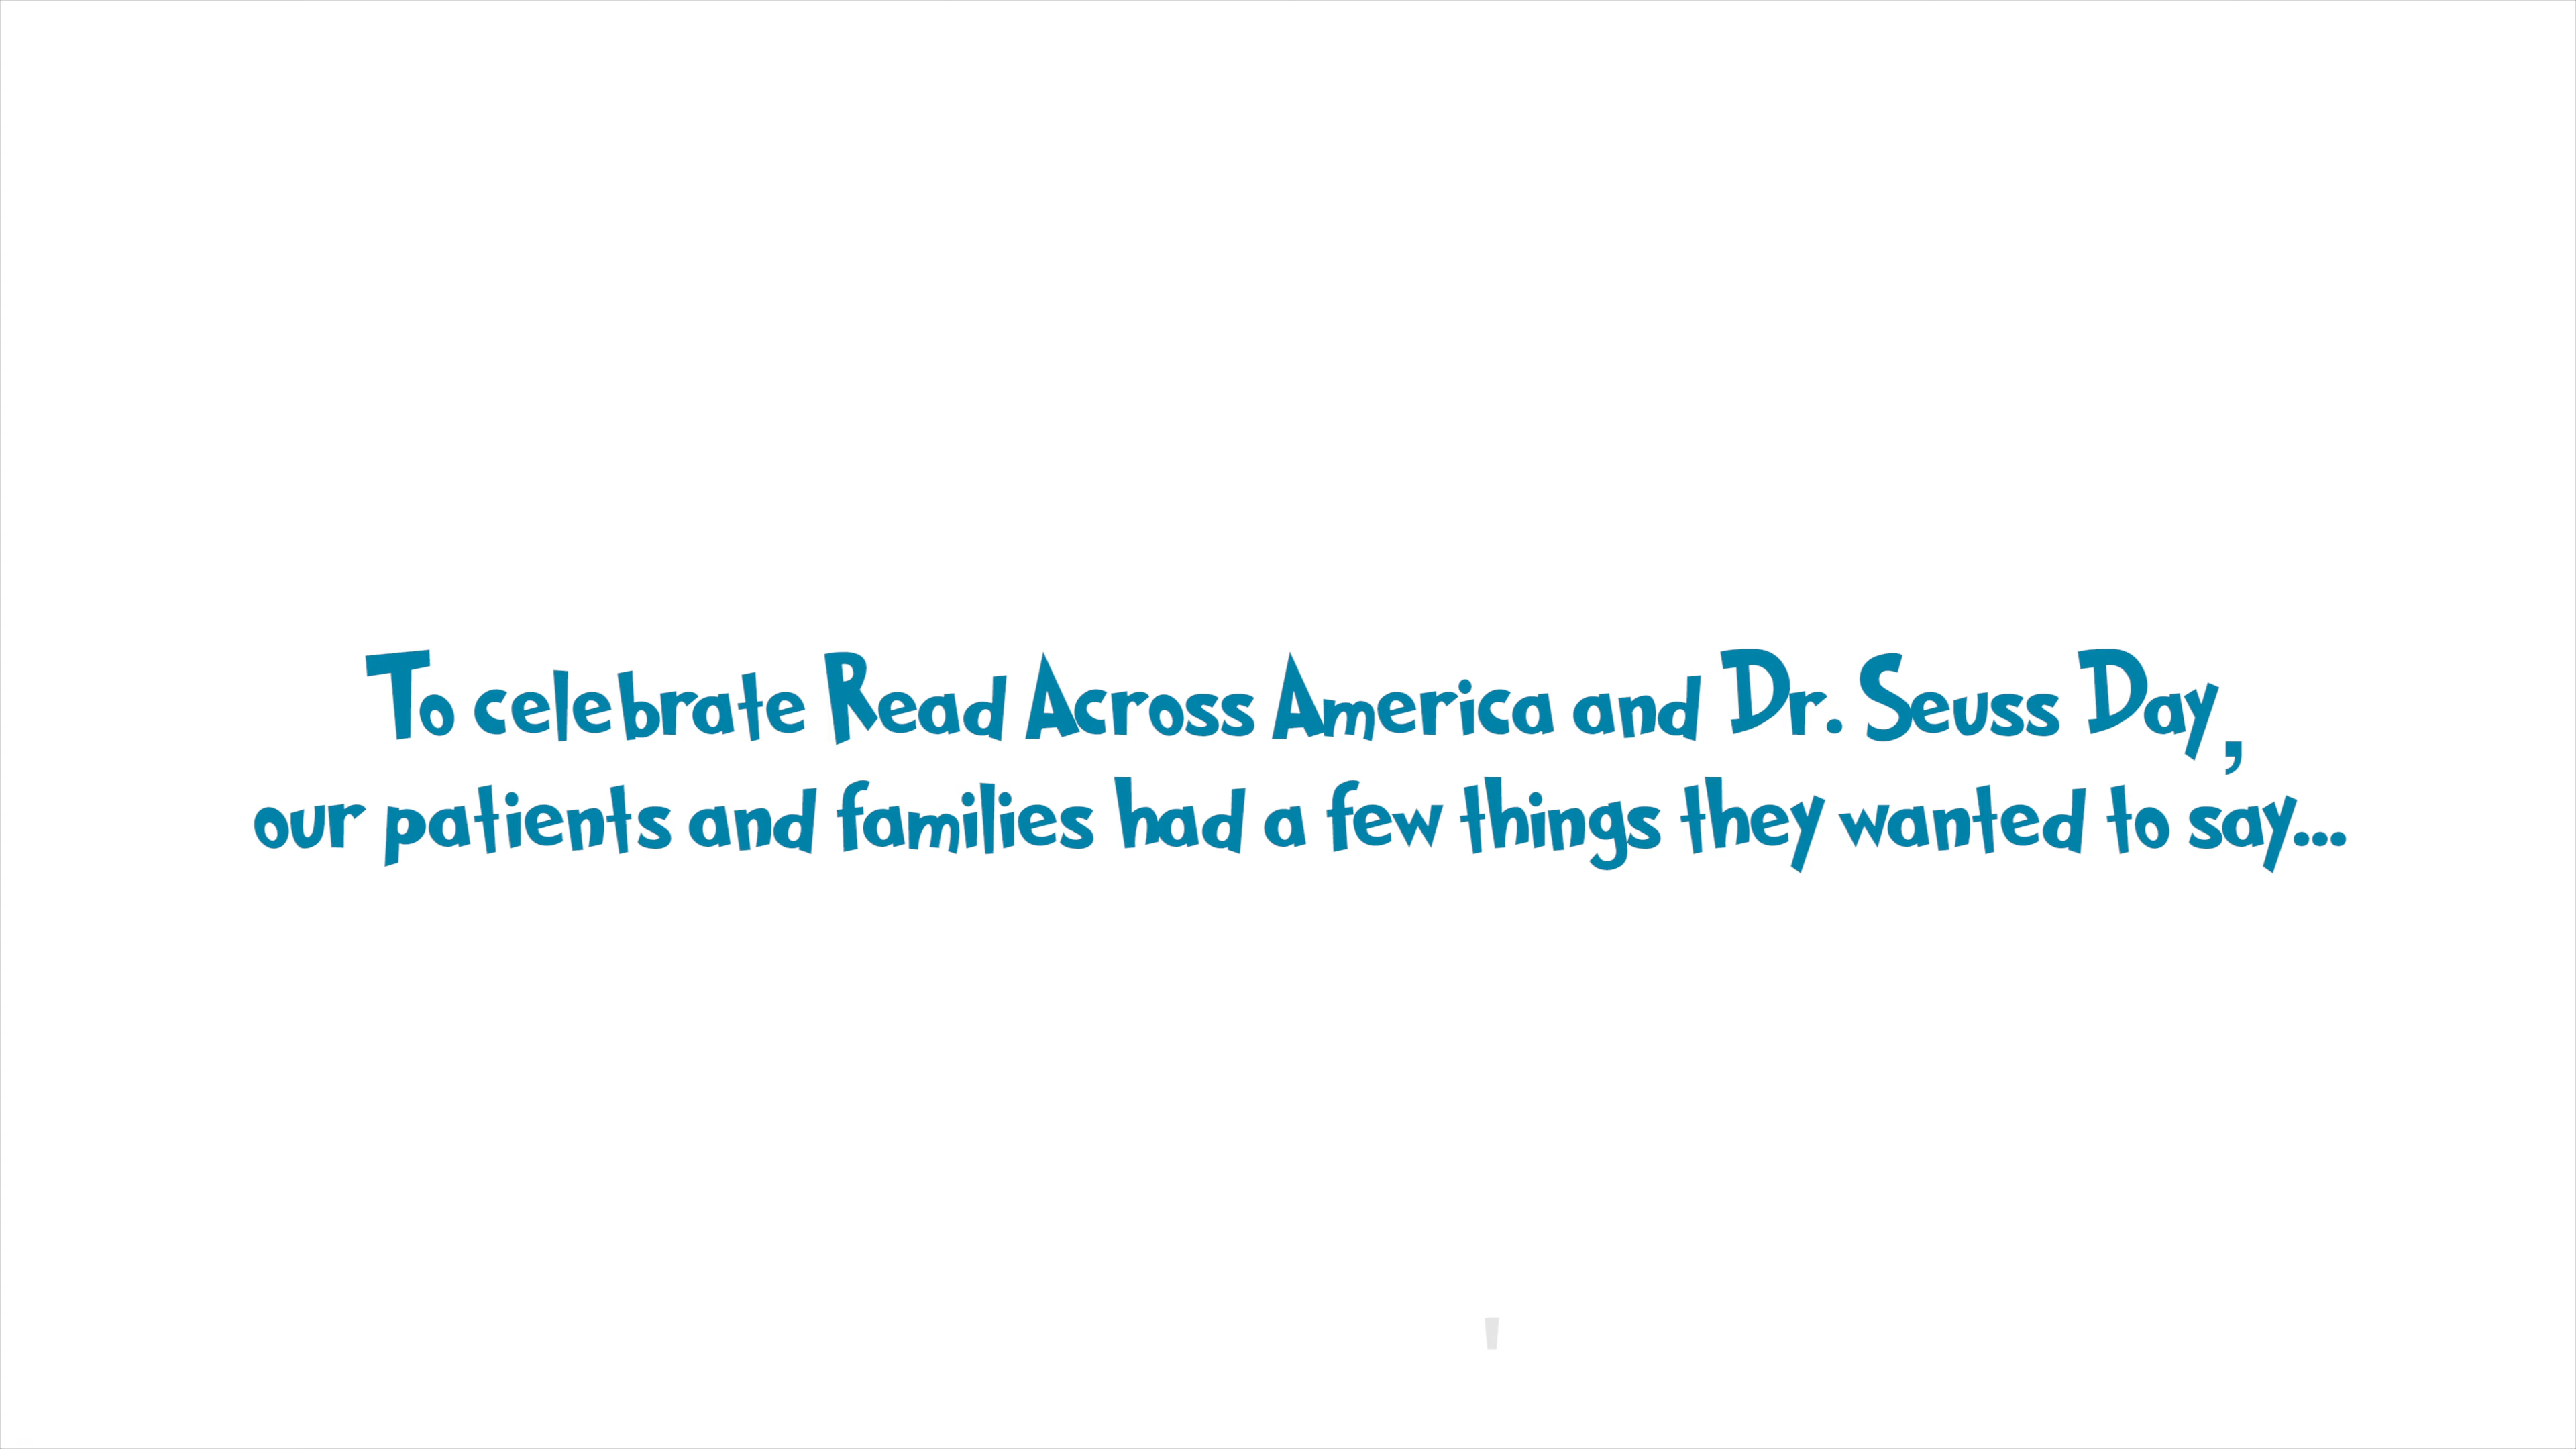 To celebrate Read Across America and Dr. Seuss Day,
our patients and families had a few things they wanted to say...
'